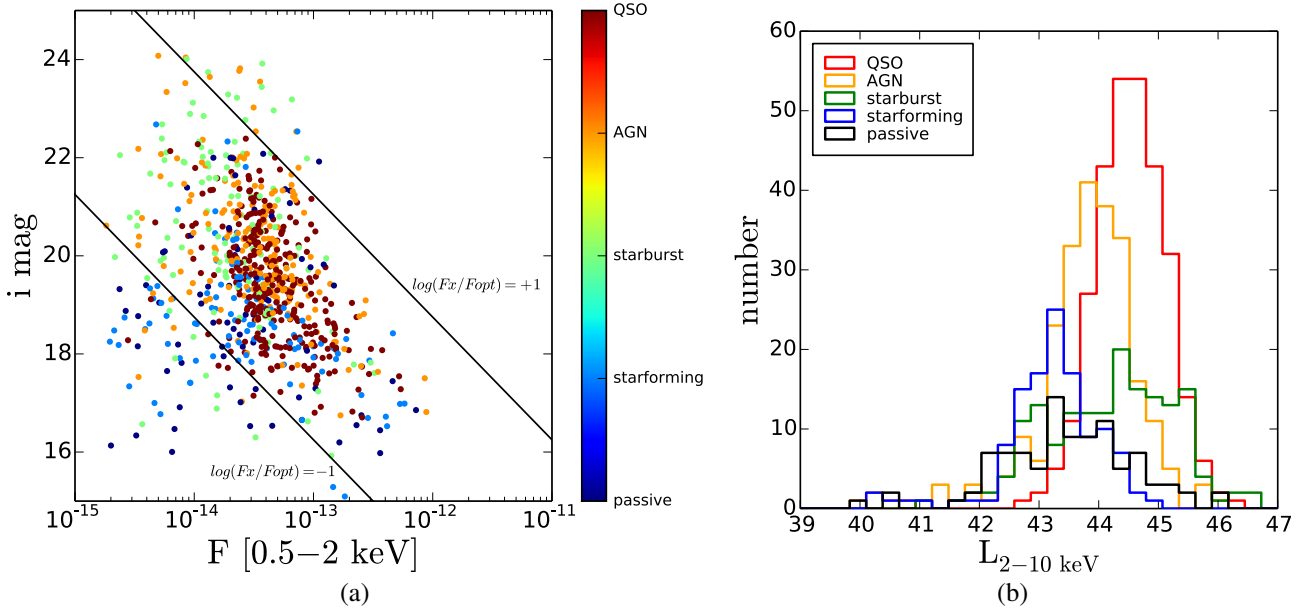 24
22
20
18
16
i mag
10^-15
10^-14
10^-13
10^-12
10^-11
F [0.5−2 keV]
log(Fx/Fopt)=+1
log(Fx/Fopt)=−1
QSO
AGN
starburst
starforming
passive
(a)
60
50
40
30
20
10
0
number
QSO
AGN
starburst
starforming
passive
39
40
41
42
43
44
45
46
47
L_2−10 keV
(b)